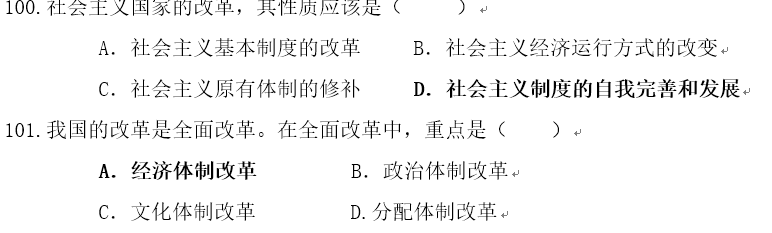 100. 社会主义国家的改革，其性质应该是（　　）
A．社会主义基本制度的改革　B．社会主义经济运行方式的改变
C．社会主义原有体制的修补　D．社会主义制度的自我完善和发展
101. 我国的改革是全面改革。在全面改革中，重点是（　　）
A．经济体制改革　B．政治体制改革
C．文化体制改革　D. 分配体制改革